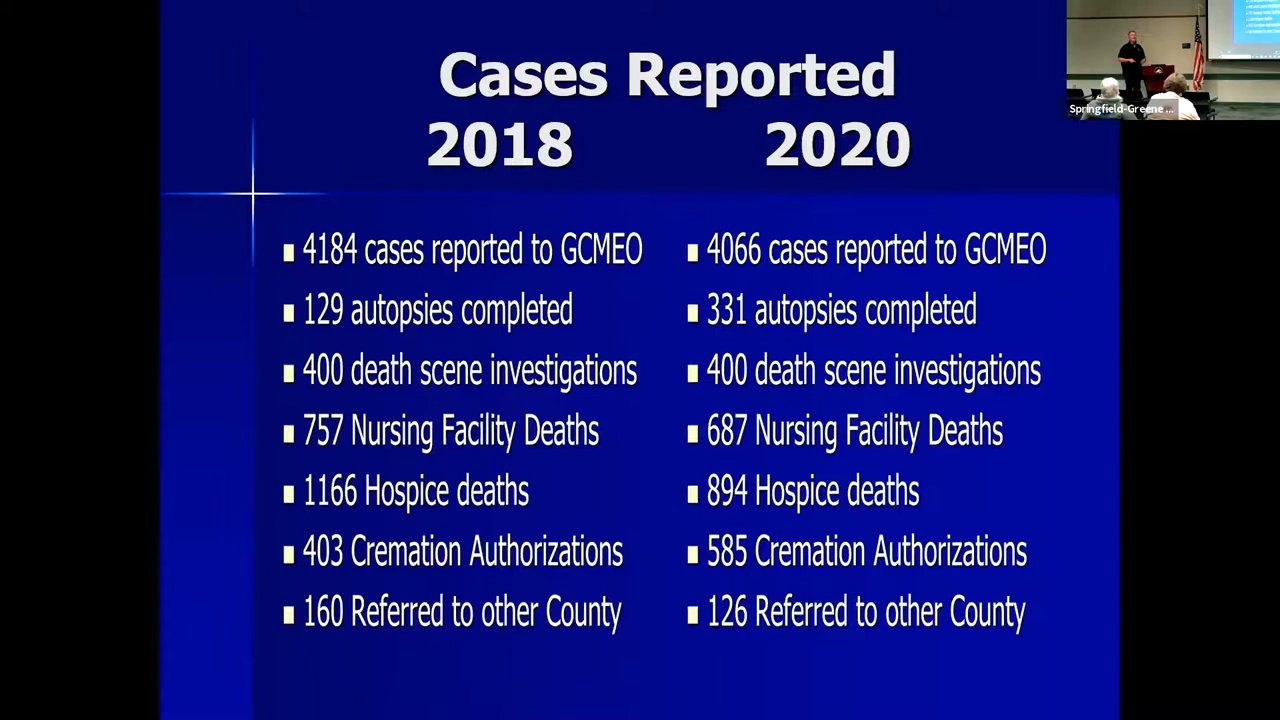 Cases Reported
2018 2020
Springfield-Greene ...
4184 cases reported to GCMEO
129 autopsies completed
400 death scene investigations
757 Nursing Facility Deaths
1166 Hospice deaths
403 Cremation Authorizations
160 Referred to other County
4066 cases reported to GCMEO
331 autopsies completed
400 death scene investigations
687 Nursing Facility Deaths
894 Hospice deaths
585 Cremation Authorizations
126 Referred to other County